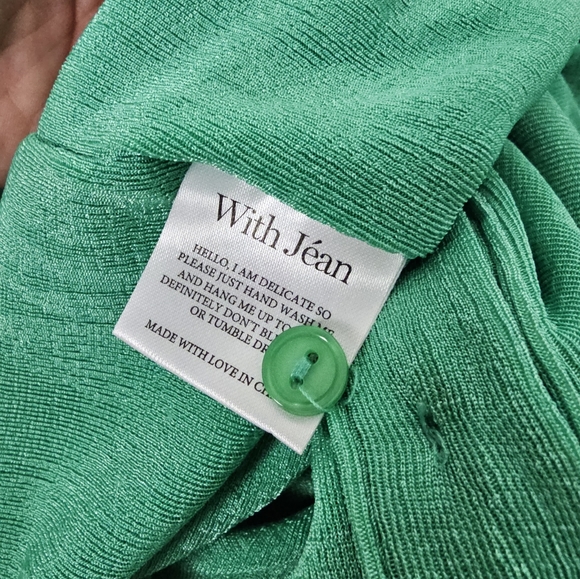 With Jéan
HELLO, I AM DELICATE SO
PLEASE JUST HAND WASH ME
AND HANG ME UP TO
DEFINITELY DON'T
OR TUMBLE
MADE WITH LOVE IN